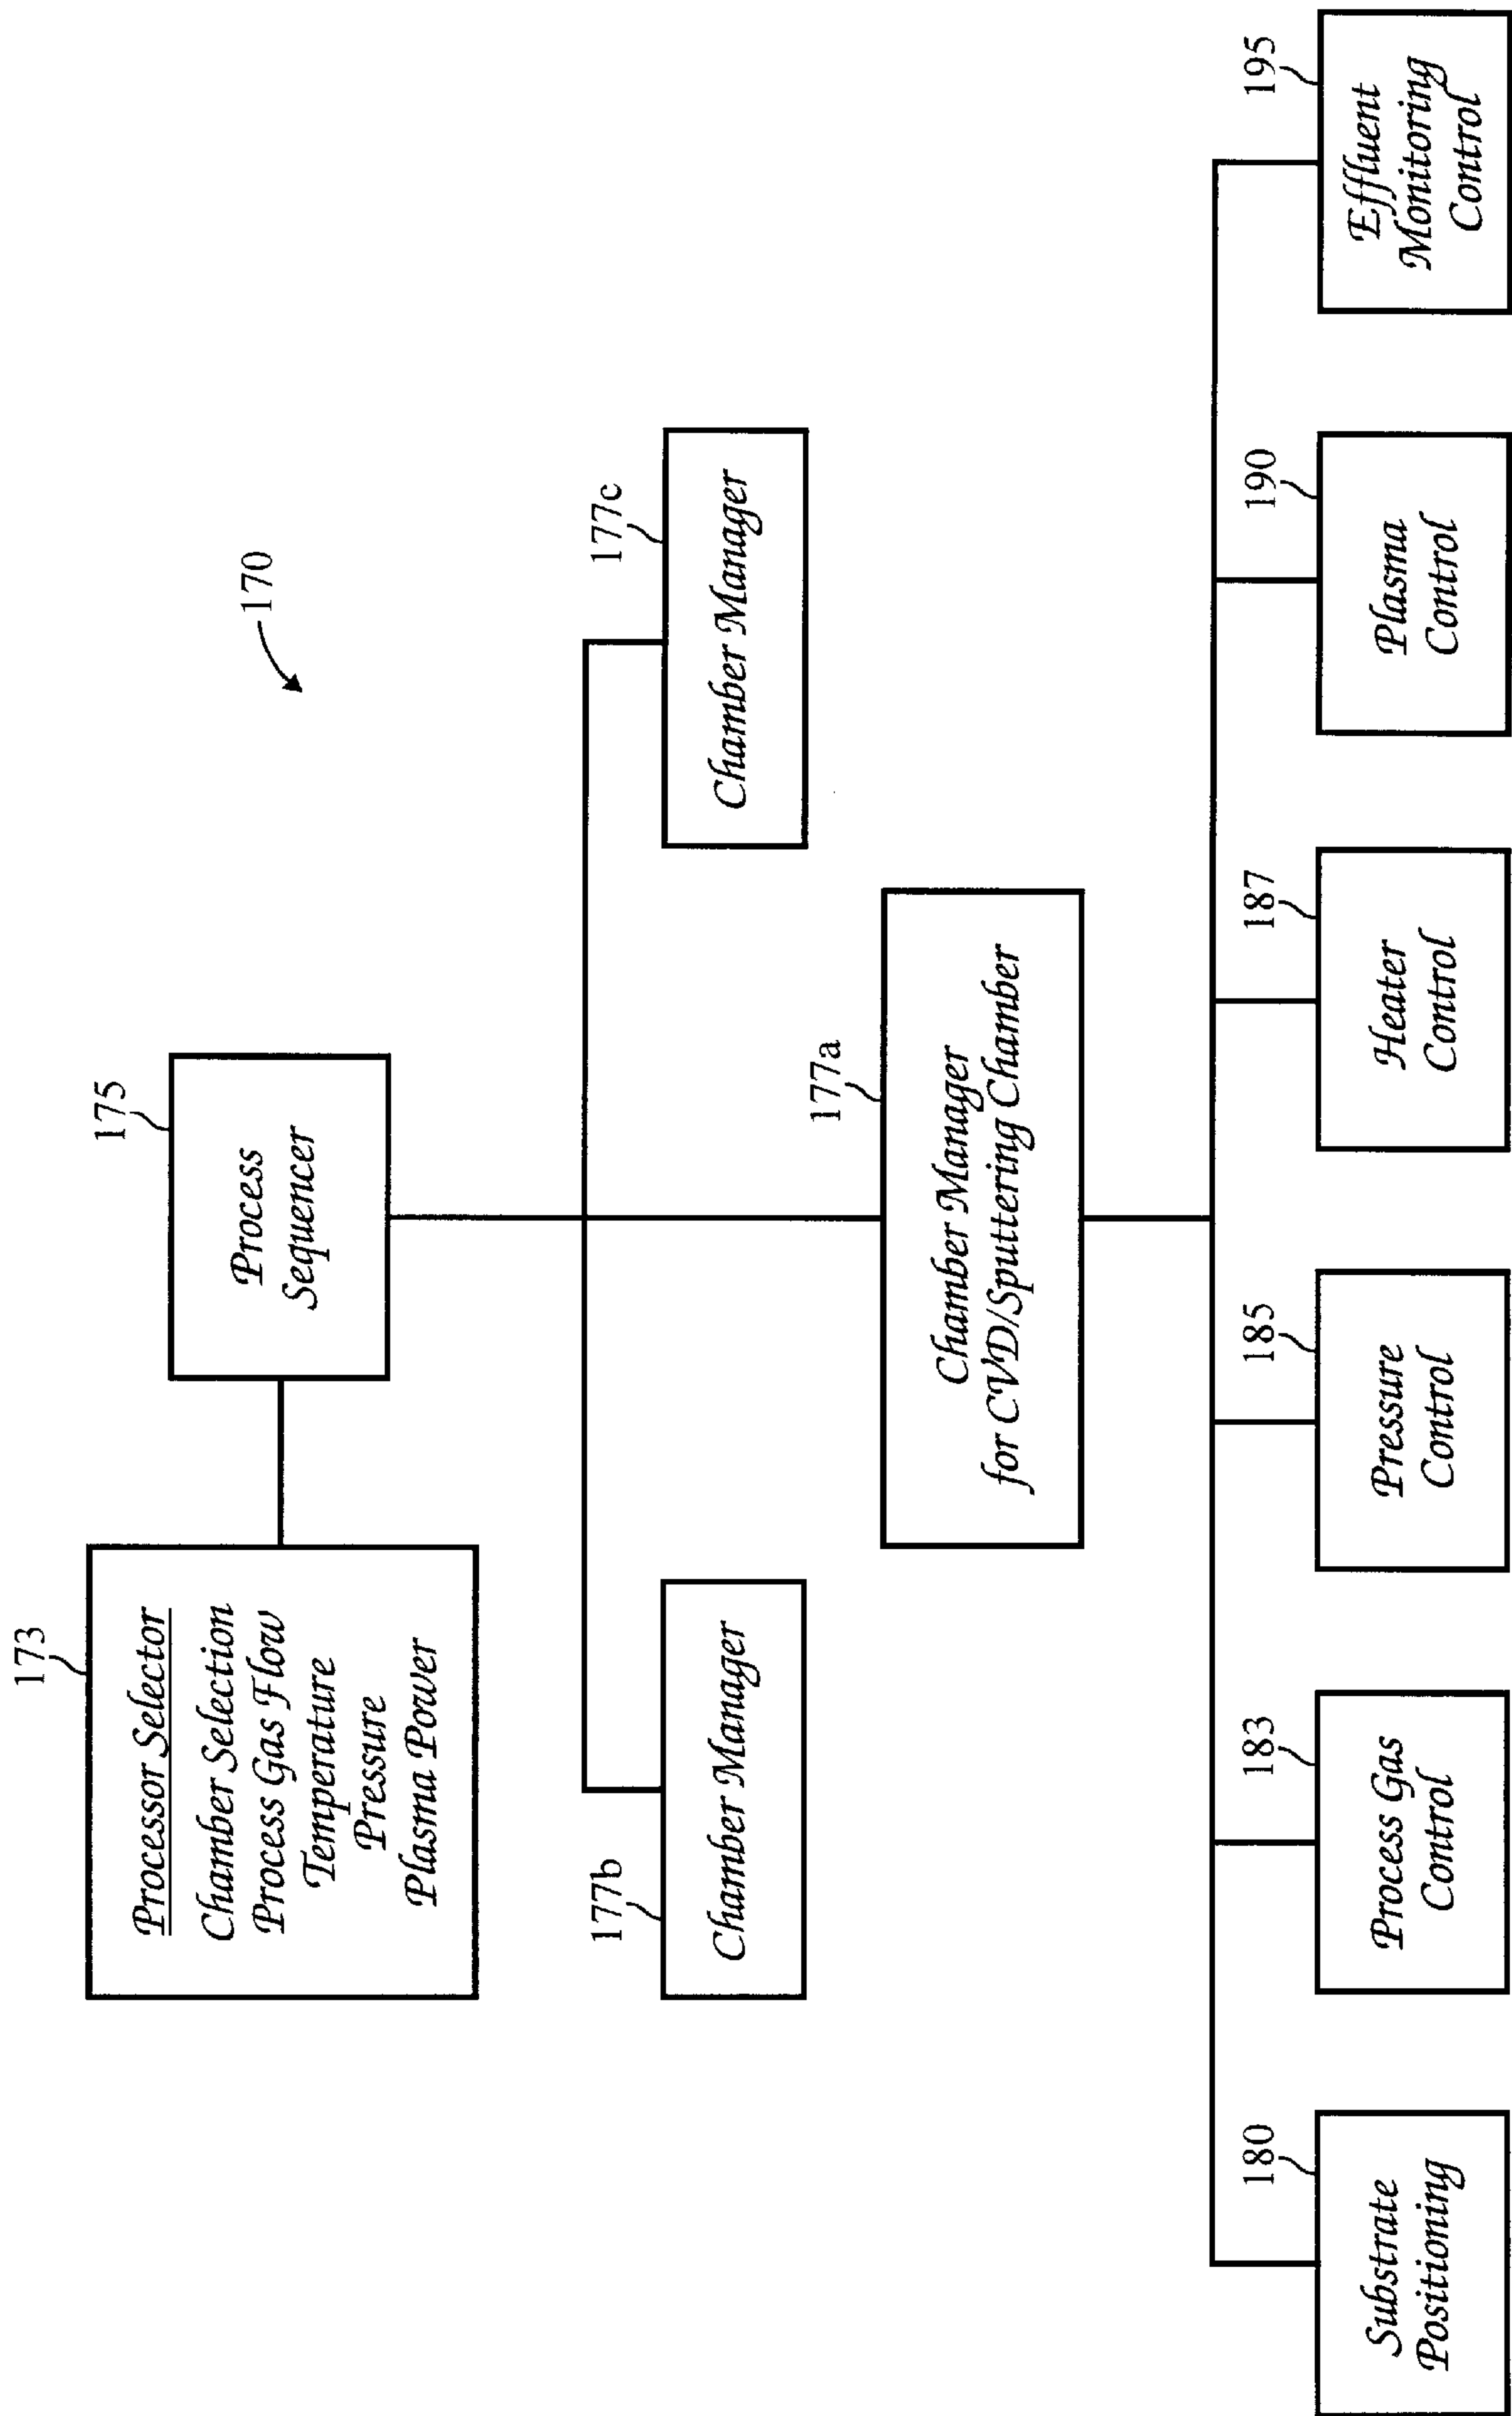 173
Processor Selector
Chamber Selection
Process Gas Flow
Temperature
Pressure
Plasma Power
175
Process
Sequencer
170
177b
Chamber Manager
177c
Chamber Manager
177a
Chamber Manager
for CVD/Sputtering Chamber
180
Substrate
Positioning
183
Process Gas
Control
185
Pressure
Control
187
Heater
Control
190
Plasma
Control
195
Effluent
Monitoring
Control